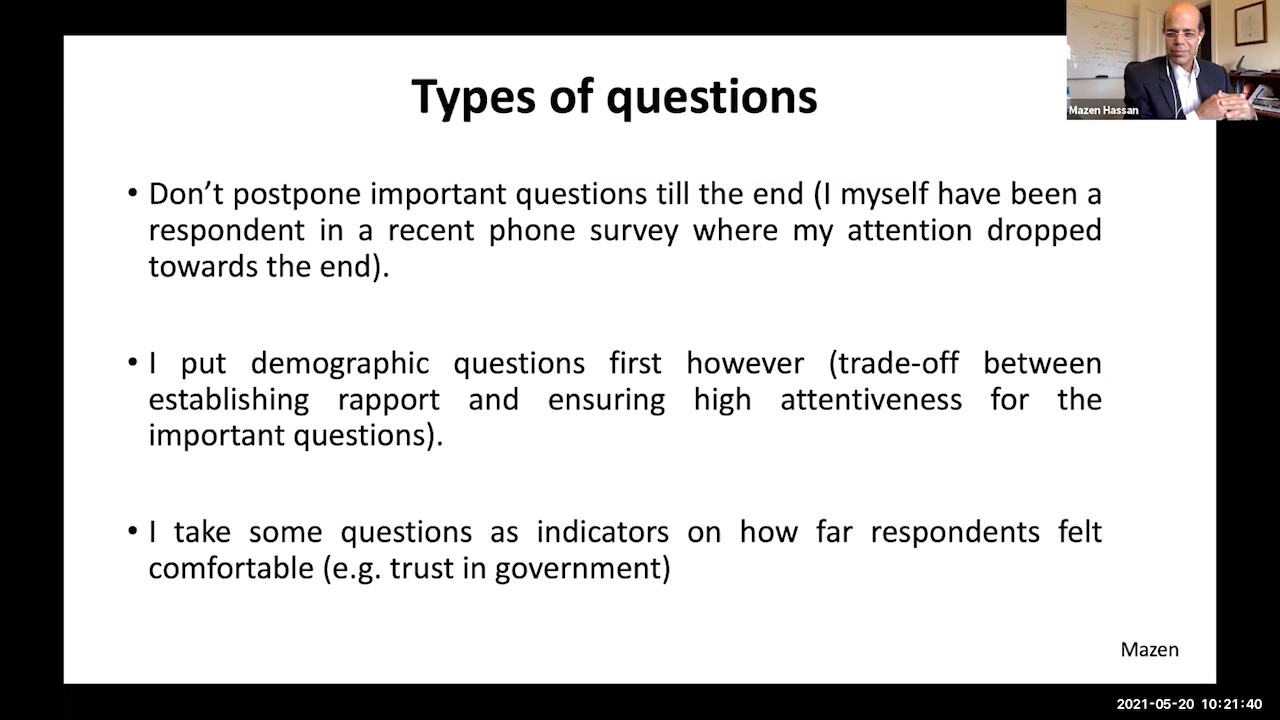 Types of questions
Mazen Hassan
• Don’t postpone important questions till the end (I myself have been a
respondent in a recent phone survey where my attention dropped
towards the end).
• I put demographic questions first however (trade-off between
establishing rapport and ensuring high attentiveness for the
important questions).
• I take some questions as indicators on how far respondents felt
comfortable (e.g. trust in government)
Mazen
2021-05-20 10:21:40